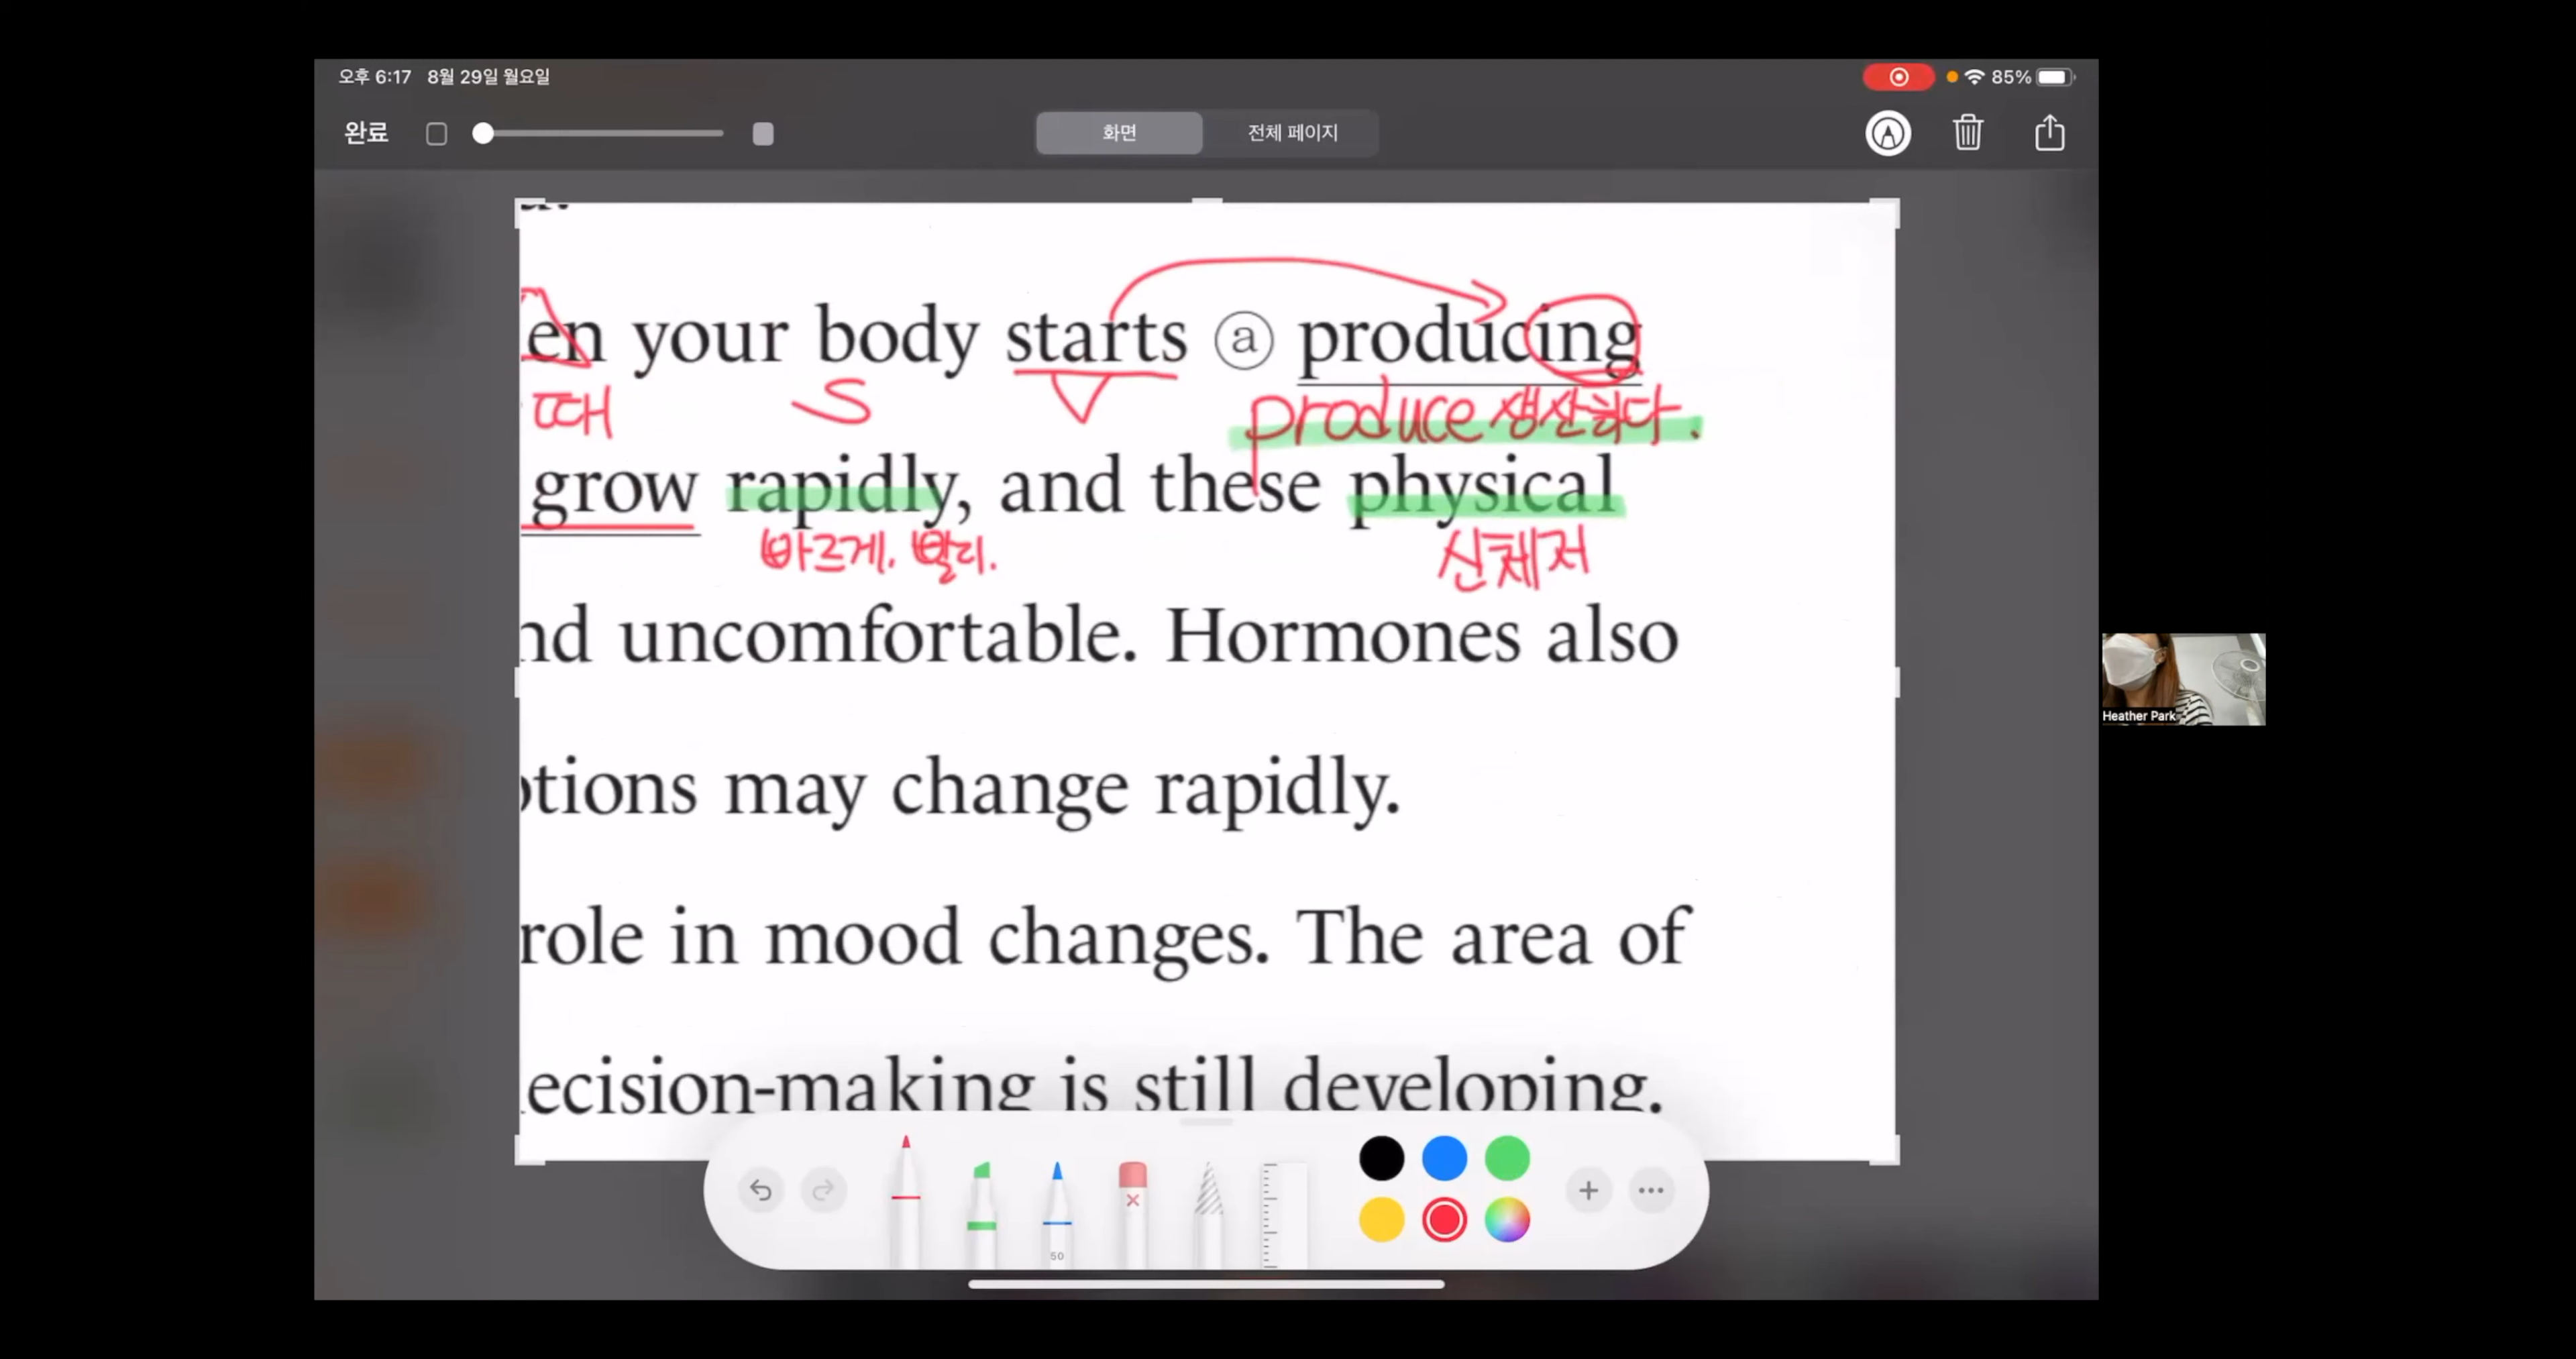 오후 6:17 8월 29일 월요일
85%
완료
화면 전체 페이지
en your body starts ⓐ producing
때 S V produce 생산하다.
grow rapidly, and these physical
빠르게. 빨리. 신체저
nd uncomfortable. Hormones also
otions may change rapidly.
role in mood changes. The area of
ecision-making is still developing.
Heather Park
50